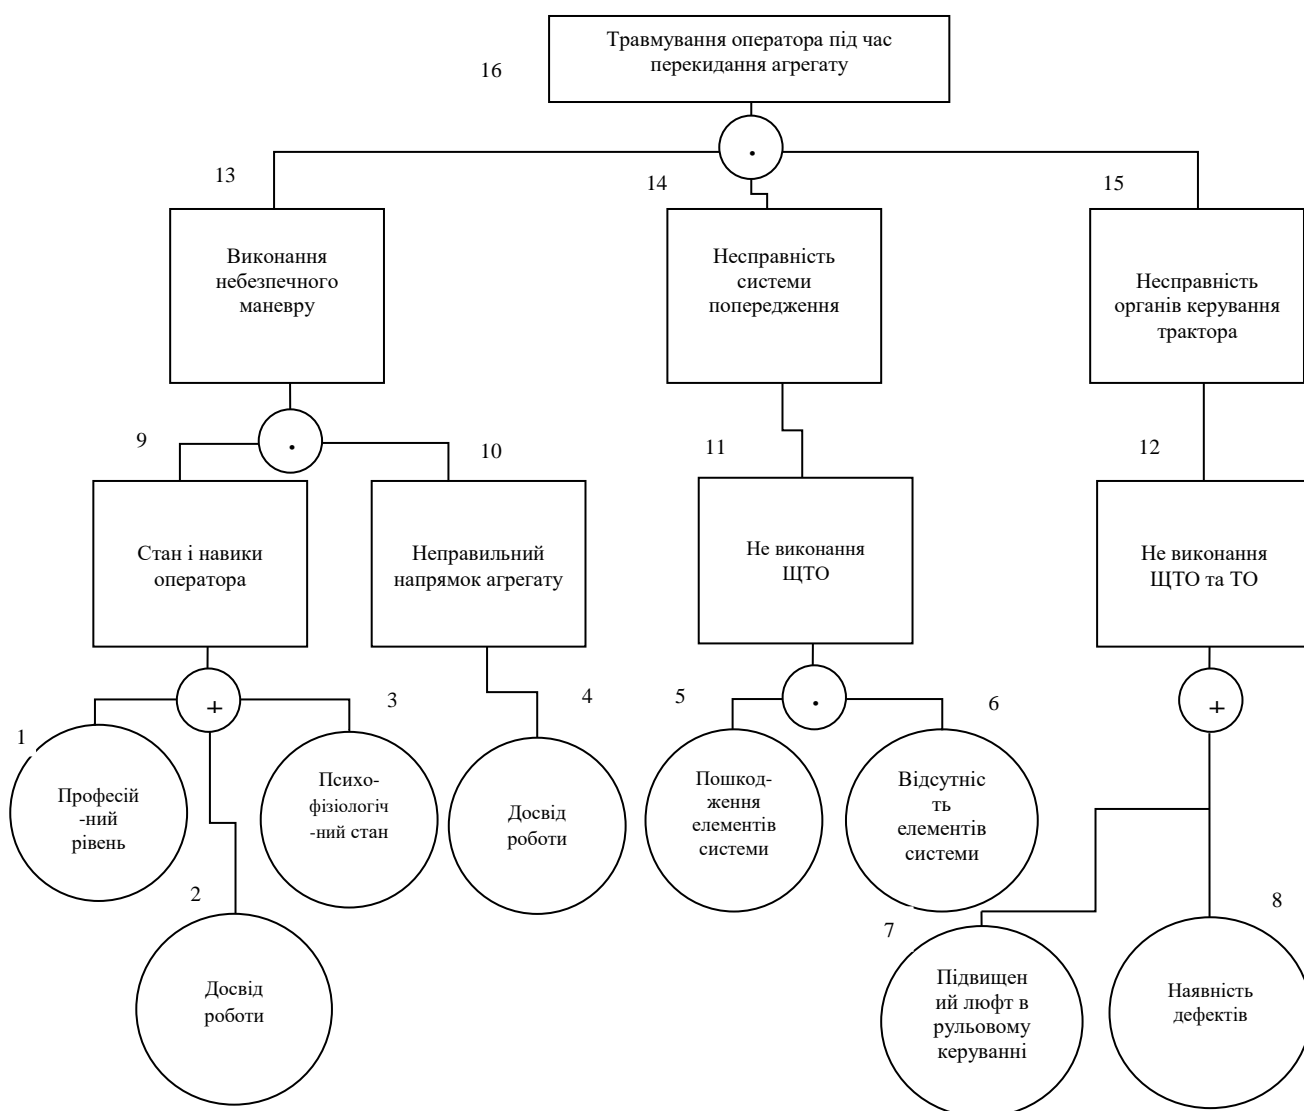 Травмування оператора під час
перекидання агрегату
16
.
13
14
15
Виконання
небезпечного
маневру
Несправність
системи
попередження
Несправність
органів керування
трактора
9
.
10
11
12
Стан і навики
оператора
Неправильний
напрямок агрегату
Не виконання
ЩТО
Не виконання
ЩТО та ТО
+
3
4
5
.
6
+
1
Професій
-ний
рівень
Психо-
фізіологіч
-ний стан
Досвід
роботи
Пошкод-
ження
елементів
системи
Відсутніс
ть
елементів
системи
2
Досвід
роботи
7
Підвищен
ий люфт в
рульовому
керуванні
8
Наявність
дефектів